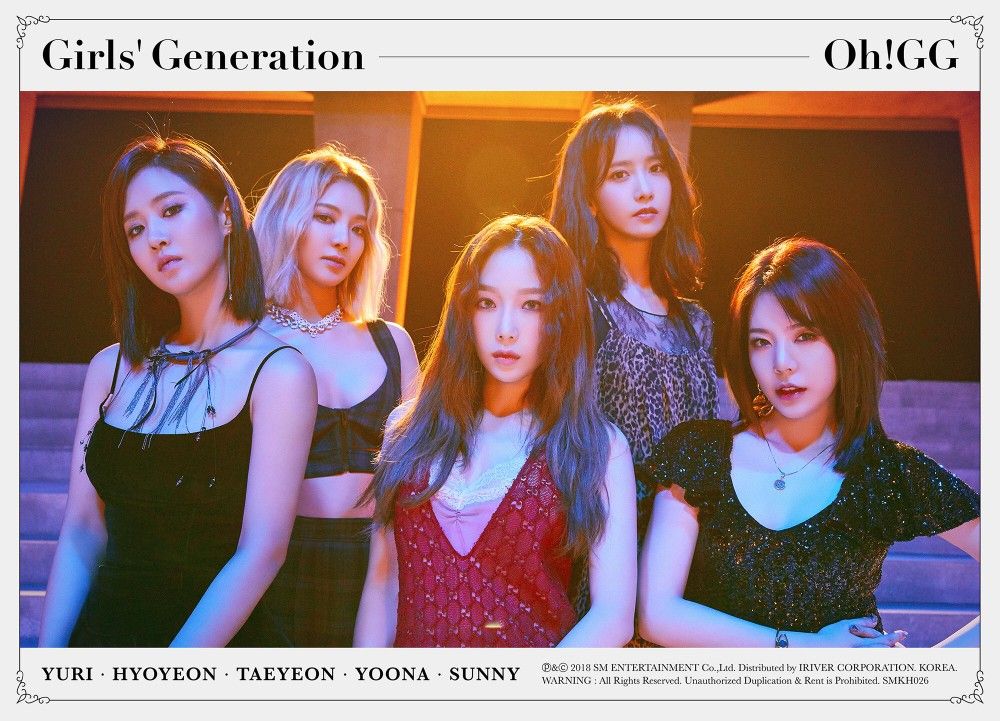 Girls' Generation Oh!GG
YURI · HYOYEON · TAEYEON · YOONA · SUNNY
℗&© 2018 SM ENTERTAINMENT Co.,Ltd. Distributed by IRIVER CORPORATION. KOREA.
WARNING : All Rights Reserved. Unauthorized Duplication & Rent is Prohibited. SMKH026